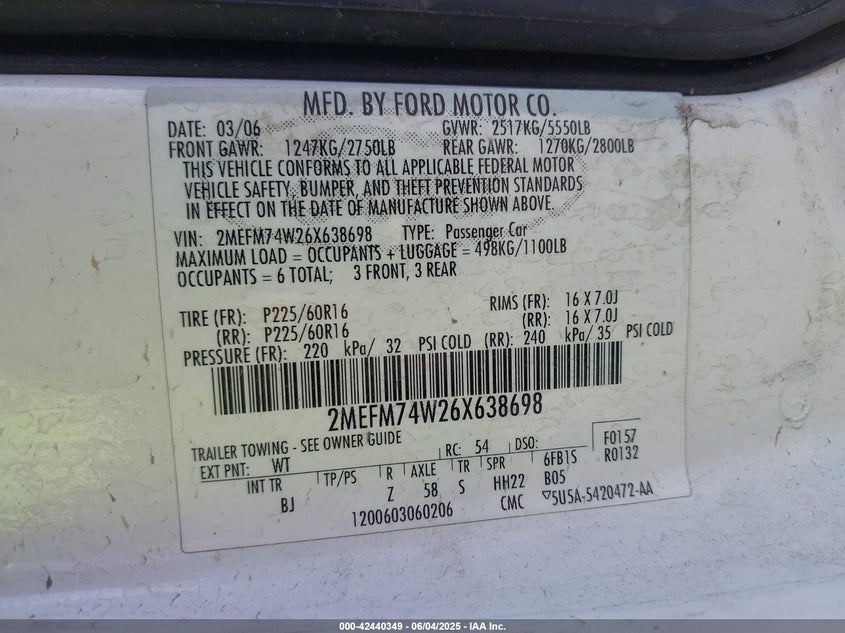 MFD. BY FORD MOTOR CO.
DATE: 03/06 GVWR: 2517KG/5550LB
FRONT GAWR: 1247KG/2750LB REAR GAWR: 1270KG/2800LB
THIS VEHICLE CONFORMS TO ALL APPLICABLE FEDERAL MOTOR
VEHICLE SAFETY, BUMPER, AND THEFT PREVENTION STANDARDS
IN EFFECT ON THE DATE OF MANUFACTURE SHOWN ABOVE.
VIN: 2MEFM74W26X638698 TYPE: Passenger Car
MAXIMUM LOAD = OCCUPANTS + LUGGAGE = 498KG/1100LB
OCCUPANTS = 6 TOTAL; 3 FRONT, 3 REAR
TIRE (FR): P225/60R16 RIMS (FR): 16 X 7.0J
(RR): P225/60R16 (RR): 16 X 7.0J
PRESSURE (FR): 220 kPa/ 32 PSI COLD (RR): 240 kPa/ 35 PSI COLD
2MEFM74W26X638698
TRAILER TOWING - SEE OWNER GUIDE
EXT PNT: WT RC: 54 DSO: F0157
R0132
INT TR TP/PS R AXLE TR SPR 6FB1S
BJ Z 58 S HH22 B05
1200603060206 CMC ▽5U5A-5420472-AA
000-42440349 | 06/04/2025 - IAA Inc.